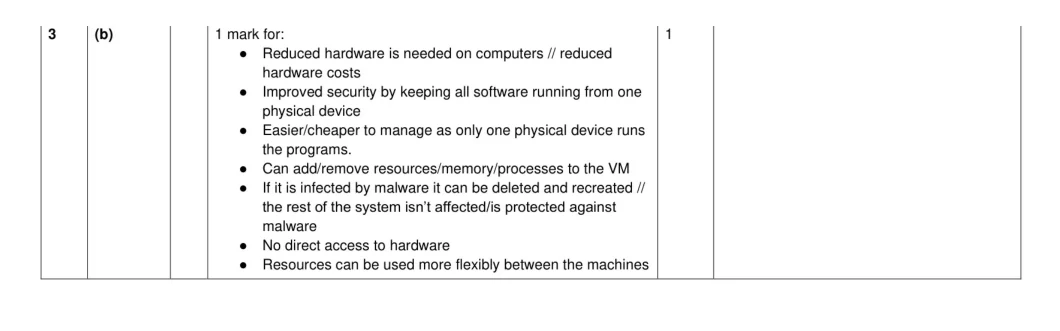 3 (b) 1 mark for: 1
● Reduced hardware is needed on computers // reduced
hardware costs
● Improved security by keeping all software running from one
physical device
● Easier/cheaper to manage as only one physical device runs
the programs.
● Can add/remove resources/memory/processes to the VM
● If it is infected by malware it can be deleted and recreated //
the rest of the system isn't affected/is protected against
malware
● No direct access to hardware
● Resources can be used more flexibly between the machines